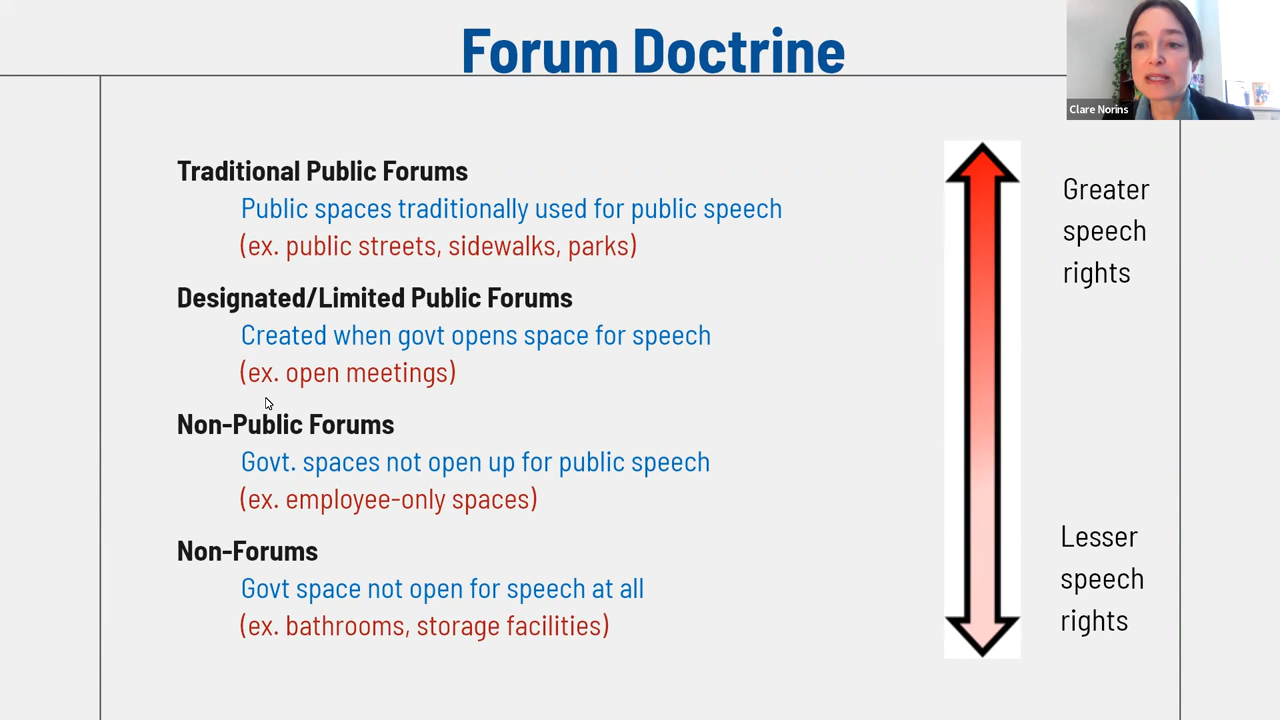 Forum Doctrine
Clare Norins
Traditional Public Forums
Public spaces traditionally used for public speech
(ex. public streets, sidewalks, parks)
Designated/Limited Public Forums
Created when govt opens space for speech
(ex. open meetings)
Non-Public Forums
Govt. spaces not open up for public speech
(ex. employee-only spaces)
Non-Forums
Govt space not open for speech at all
(ex. bathrooms, storage facilities)
Greater
speech
rights
Lesser
speech
rights